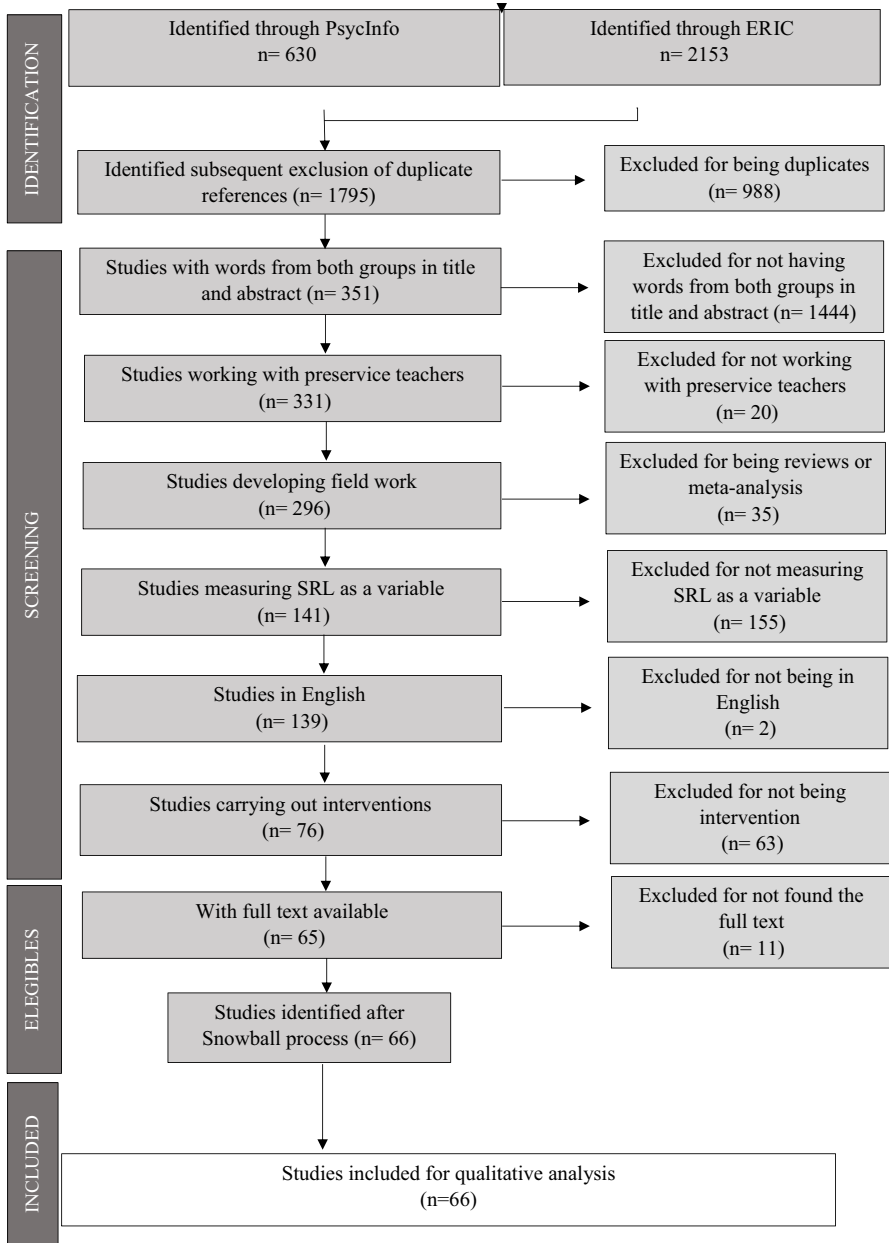 IDENTIFICATION
Identified through PsycInfo
n= 630
Identified through ERIC
n= 2153
Identified subsequent exclusion of duplicate
references (n= 1795)
Excluded for being duplicates
(n= 988)
SCREENING
Studies with words from both groups in title
and abstract (n= 351)
Excluded for not having
words from both groups in
title and abstract (n= 1444)
Studies working with preservice teachers
(n= 331)
Excluded for not working
with preservice teachers
(n= 20)
Studies developing field work
(n= 296)
Excluded for being reviews or
meta-analysis
(n= 35)
Studies measuring SRL as a variable
(n= 141)
Excluded for not measuring
SRL as a variable
(n= 155)
Studies in English
(n= 139)
Excluded for not being in
English
(n= 2)
Studies carrying out interventions
(n= 76)
Excluded for not being
intervention
(n= 63)
ELEGIBLES
With full text available
(n= 65)
Excluded for not found the
full text
(n= 11)
Studies identified after
Snowball process (n= 66)
INCLUDED
Studies included for qualitative analysis
(n=66)